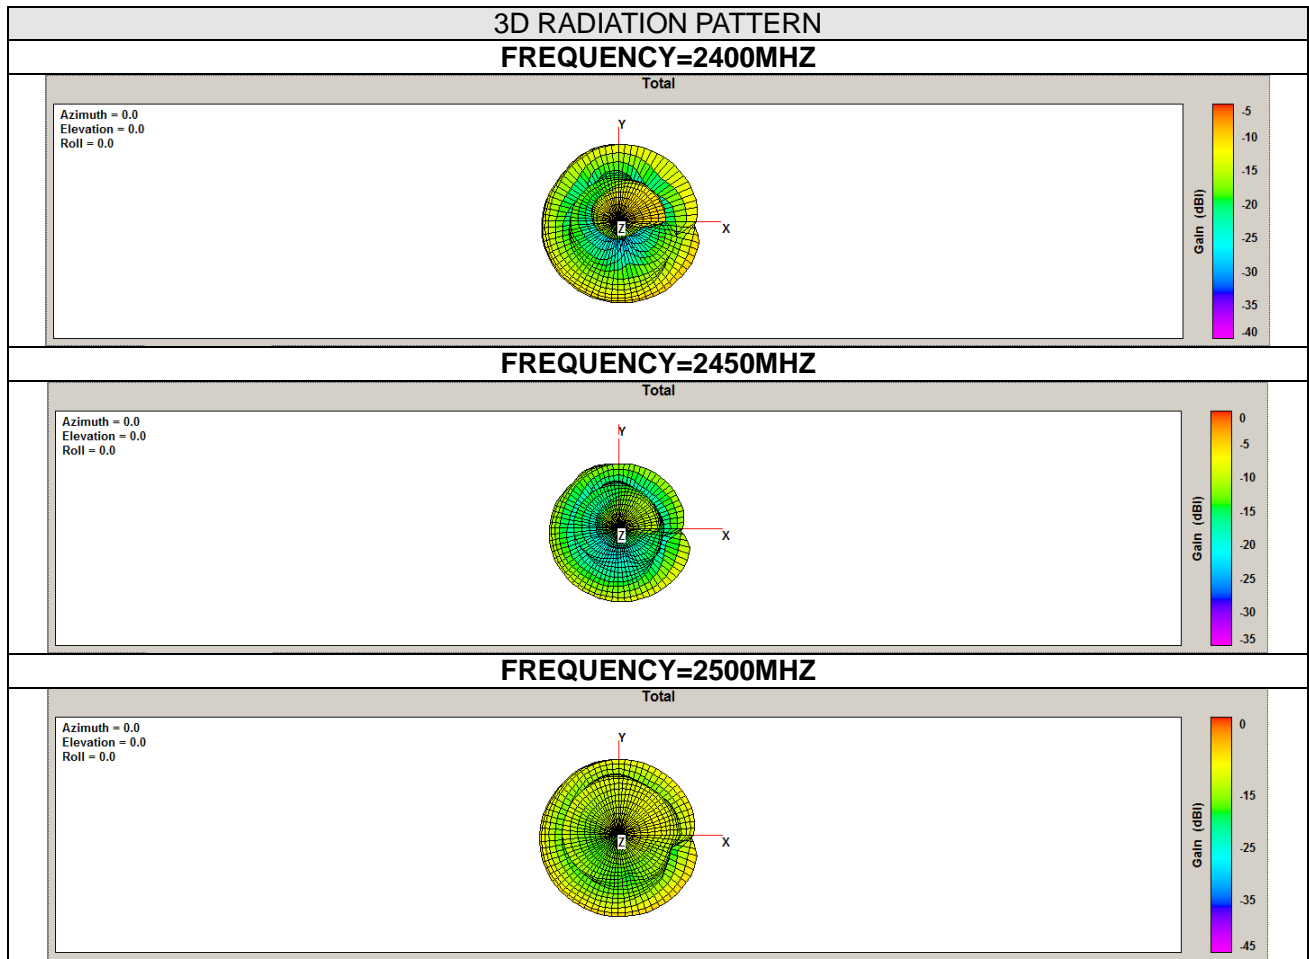 3D RADIATION PATTERN
FREQUENCY=2400MHZ
Total
Azimuth = 0.0
Elevation = 0.0
Roll = 0.0
Y
Z
X
Gain (dBi)
-5
-10
-15
-20
-25
-30
-35
-40
FREQUENCY=2450MHZ
Total
Azimuth = 0.0
Elevation = 0.0
Roll = 0.0
Y
Z
X
Gain (dBi)
0
-5
-10
-15
-20
-25
-30
-35
FREQUENCY=2500MHZ
Total
Azimuth = 0.0
Elevation = 0.0
Roll = 0.0
Y
Z
X
Gain (dBi)
0
-15
-25
-35
-45